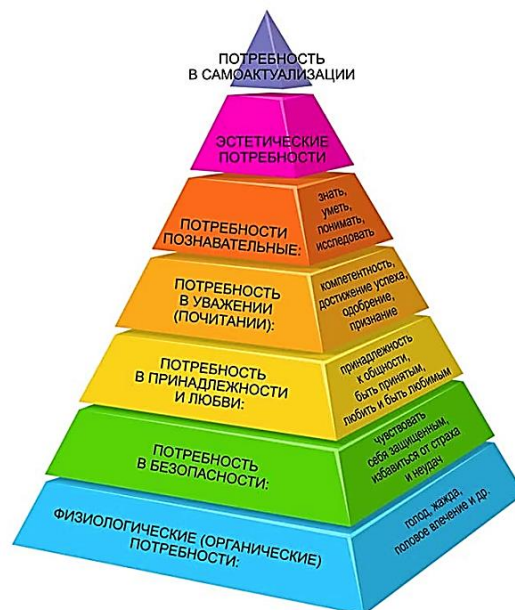 ПОТРЕБНОСТЬ
В САМОАКТУАЛИЗАЦИИ
ЭСТЕТИЧЕСКИЕ
ПОТРЕБНОСТИ
ПОТРЕБНОСТИ
ПОЗНАВАТЕЛЬНЫЕ:
знать,
уметь,
понимать,
исследовать
ПОТРЕБНОСТЬ
В УВАЖЕНИИ
(ПОЧИТАНИИ):
компетентность,
достижение успеха,
одобрение,
признание
ПОТРЕБНОСТЬ
В ПРИНАДЛЕЖНОСТИ
И ЛЮБВИ:
принадлежность
к общности,
быть принятым,
любить и быть любимым
ПОТРЕБНОСТЬ
В БЕЗОПАСНОСТИ:
чувствовать
себя защищенным,
избавиться от страха
и неудач
ФИЗИОЛОГИЧЕСКИЕ (ОРГАНИЧЕСКИЕ)
ПОТРЕБНОСТИ:
голод, жажда,
половое влечение и др.